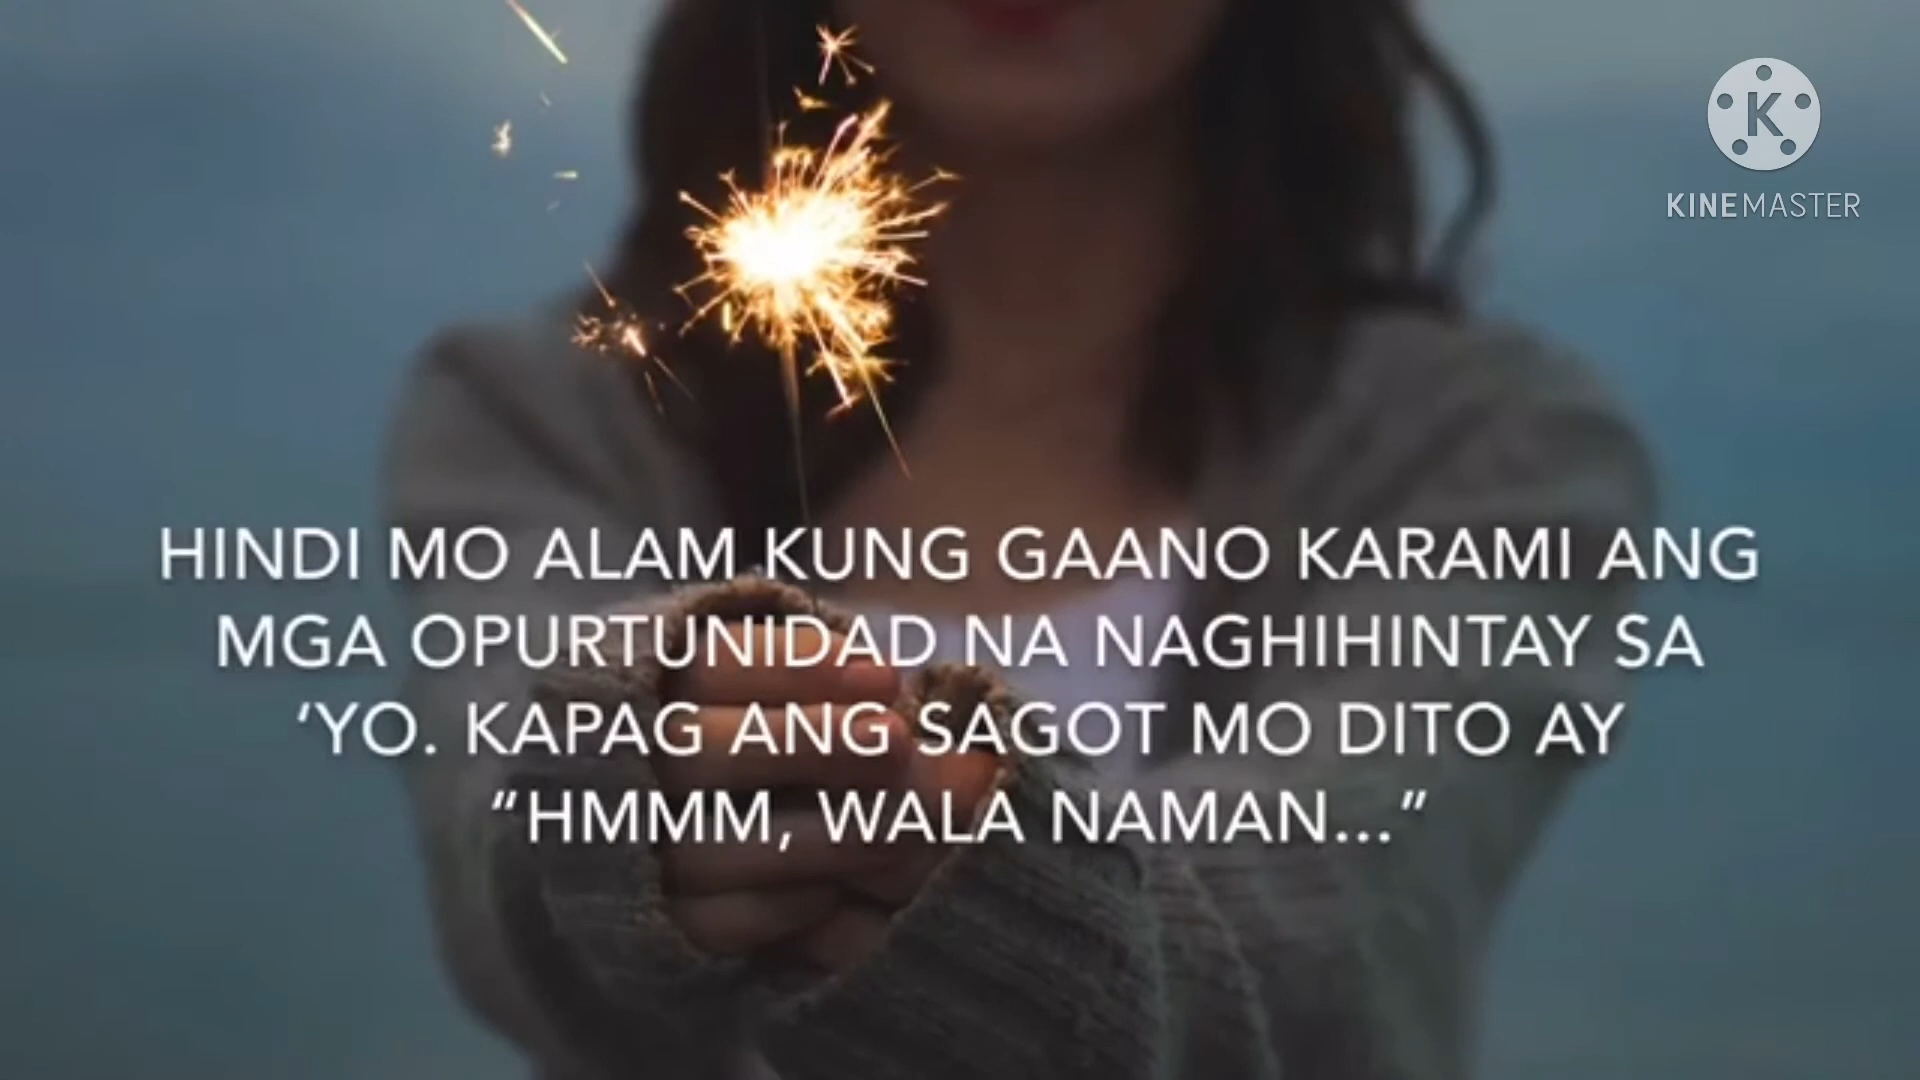 K
KINEMASTER
HINDI MO ALAM KUNG GAANO KARAMI ANG
MGA OPURTUNIDAD NA NAGHIHINTAY SA
‘YO. KAPAG ANG SAGOT MO DITO AY
“HMMM, WALA NAMAN...”